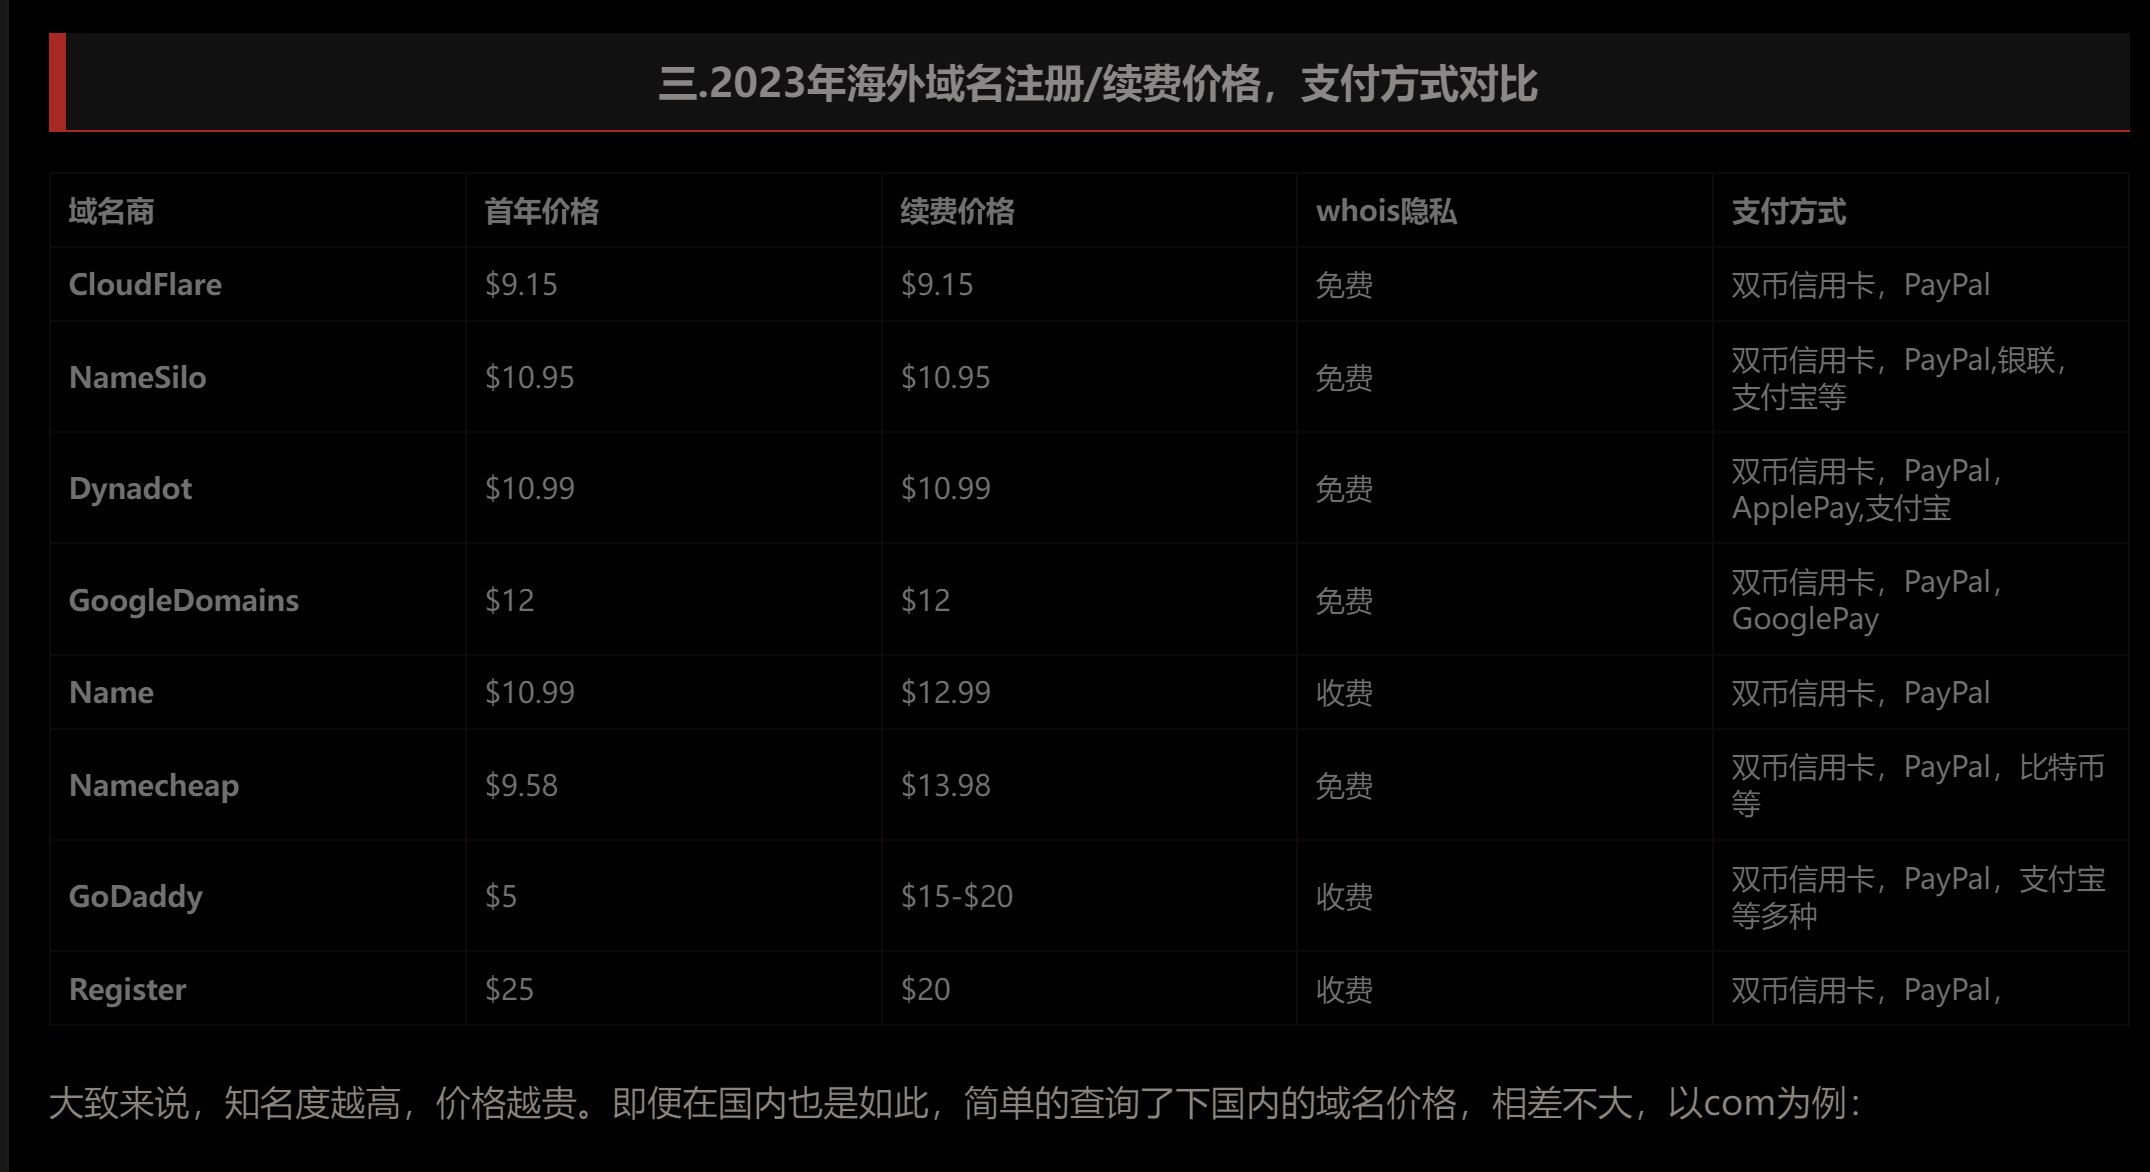 三.2023年海外域名注册/续费价格，支付方式对比
域名商 首年价格 续费价格 whois隐私 支付方式
CloudFlare $9.15 $9.15 免费 双币信用卡，PayPal
NameSilo $10.95 $10.95 免费 双币信用卡，PayPal,银联，
支付宝等
Dynadot $10.99 $10.99 免费 双币信用卡，PayPal，
ApplePay,支付宝
GoogleDomains $12 $12 免费 双币信用卡，PayPal，
GooglePay
Name $10.99 $12.99 收费 双币信用卡，PayPal
Namecheap $9.58 $13.98 免费 双币信用卡，PayPal，比特币
等
GoDaddy $5 $15-$20 收费 双币信用卡，PayPal，支付宝
等多种
Register $25 $20 收费 双币信用卡，PayPal，
大致来说，知名度越高，价格越贵。即便在国内也是如此，简单的查询了下国内的域名价格，相差不大，以com为例：